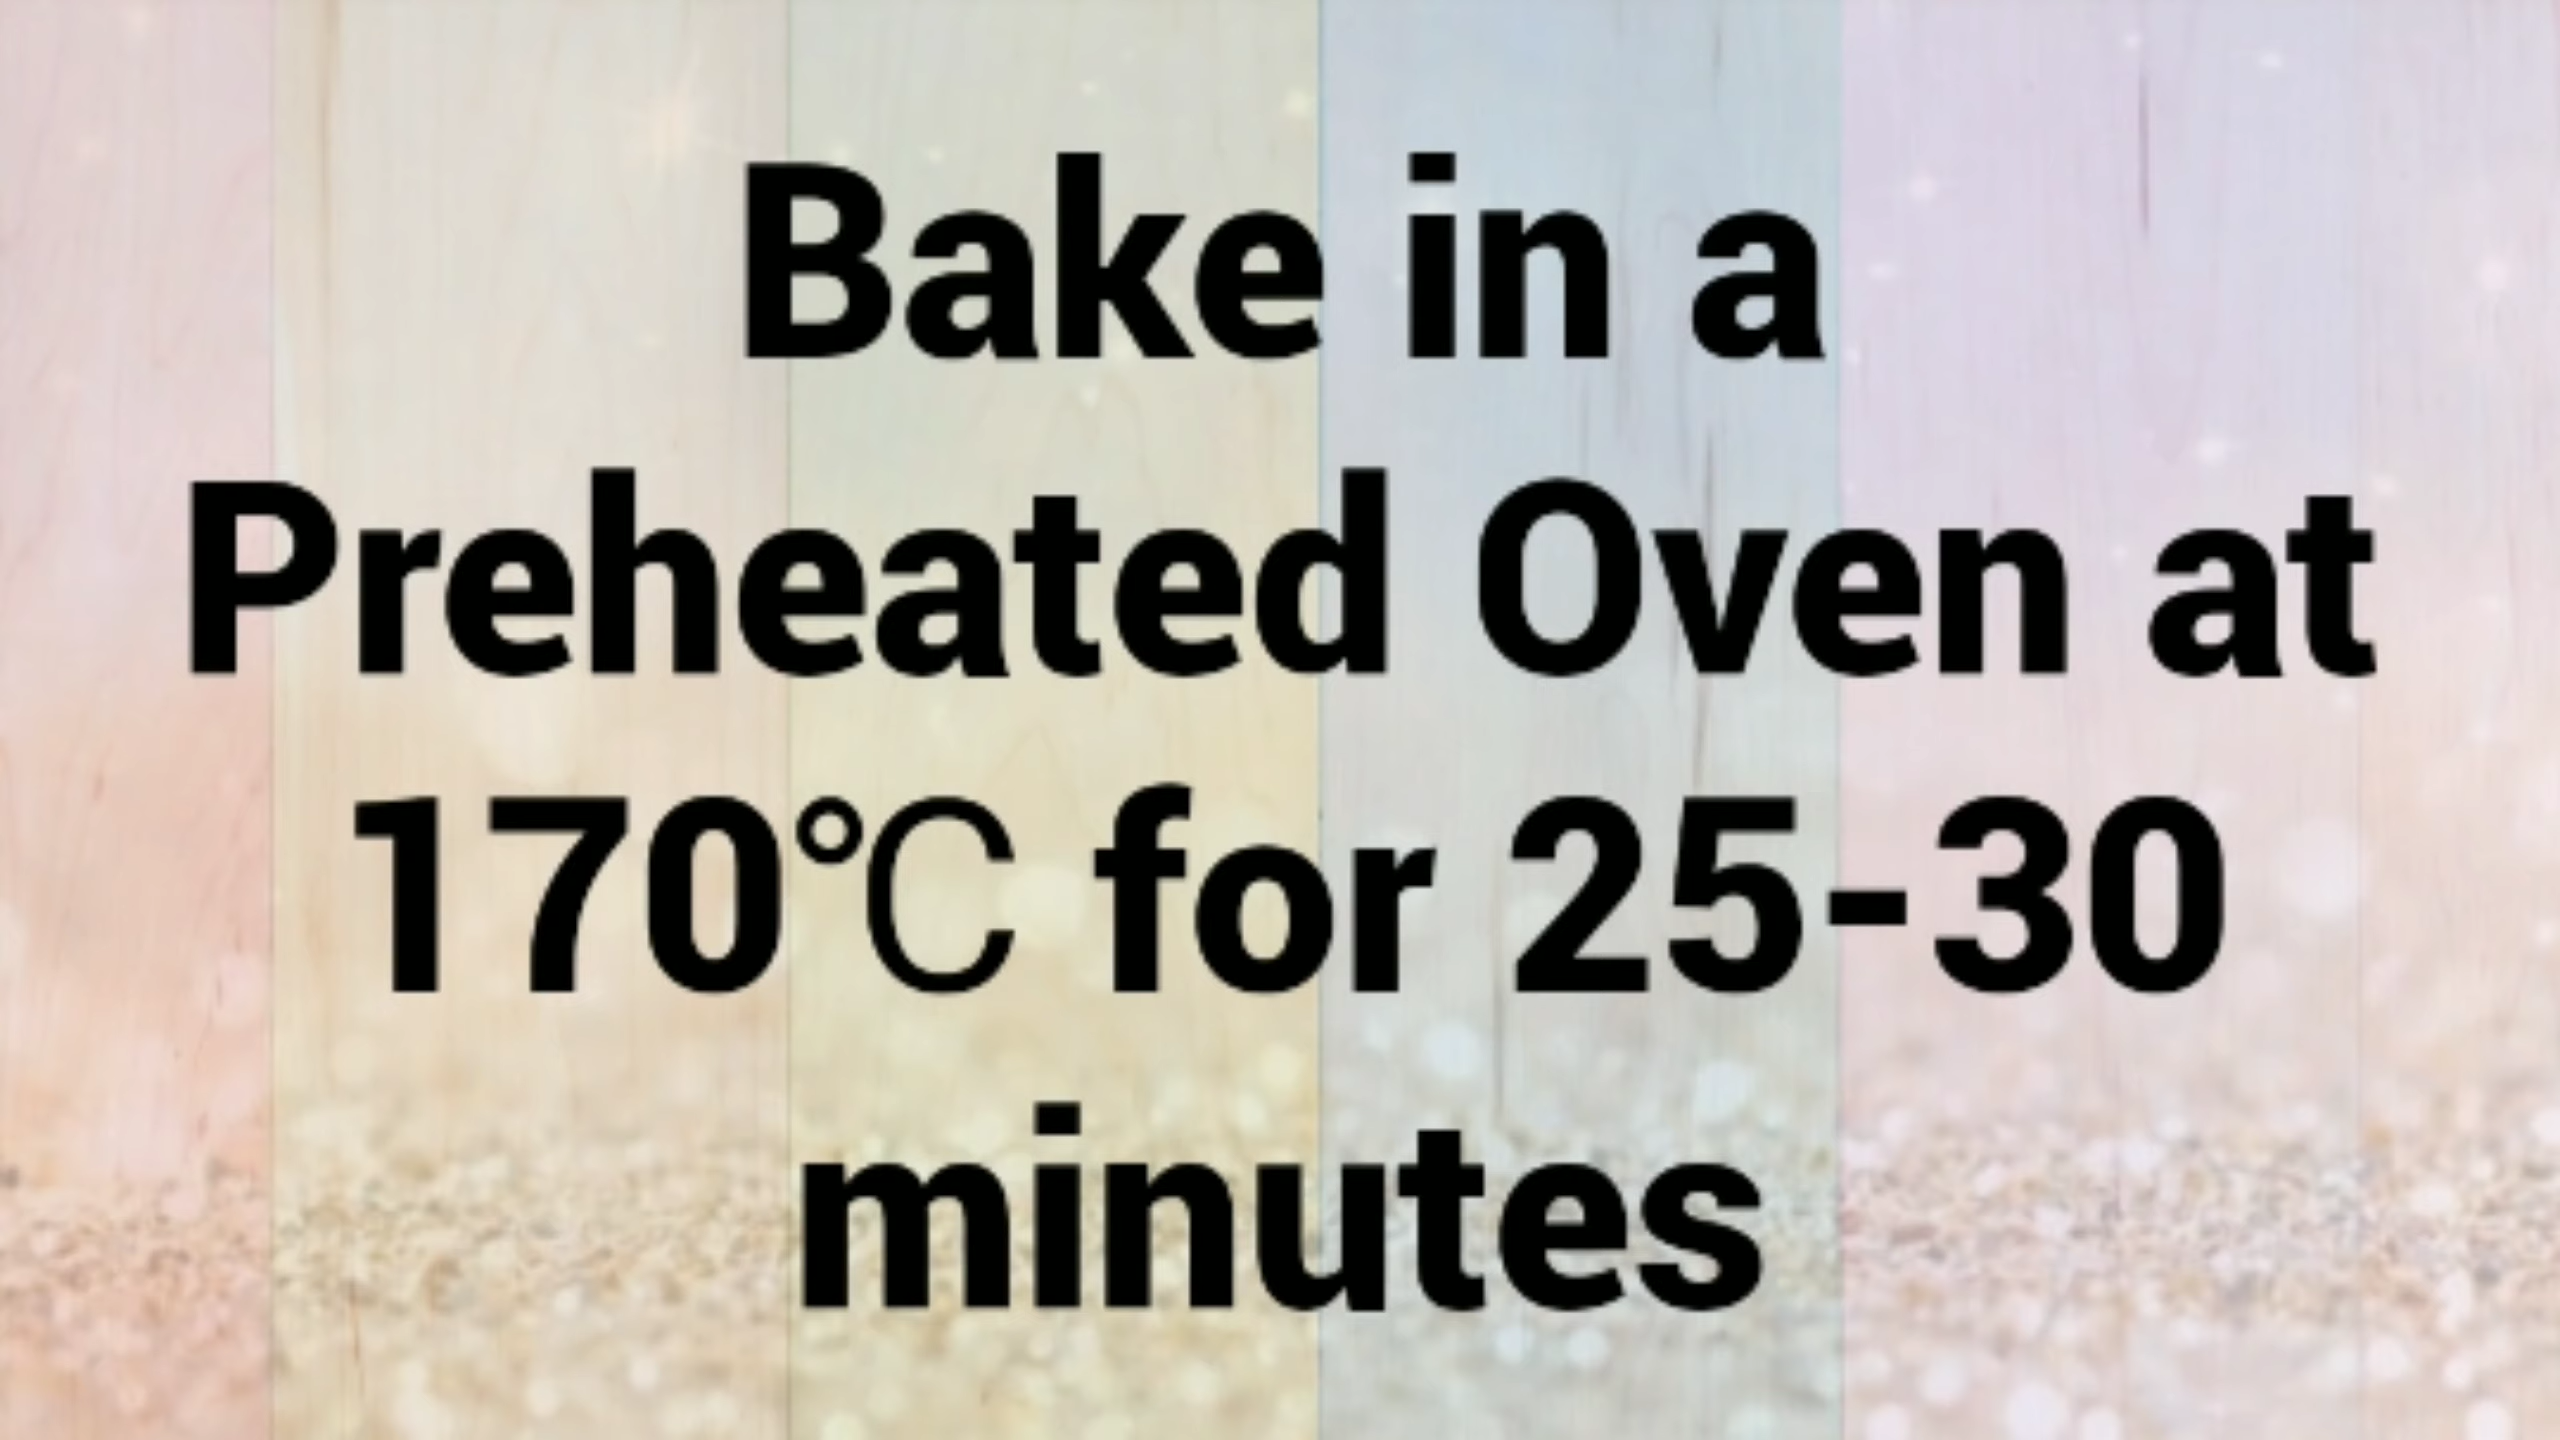 Bake in a
Preheated Oven at
170℃ for 25-30
minutes